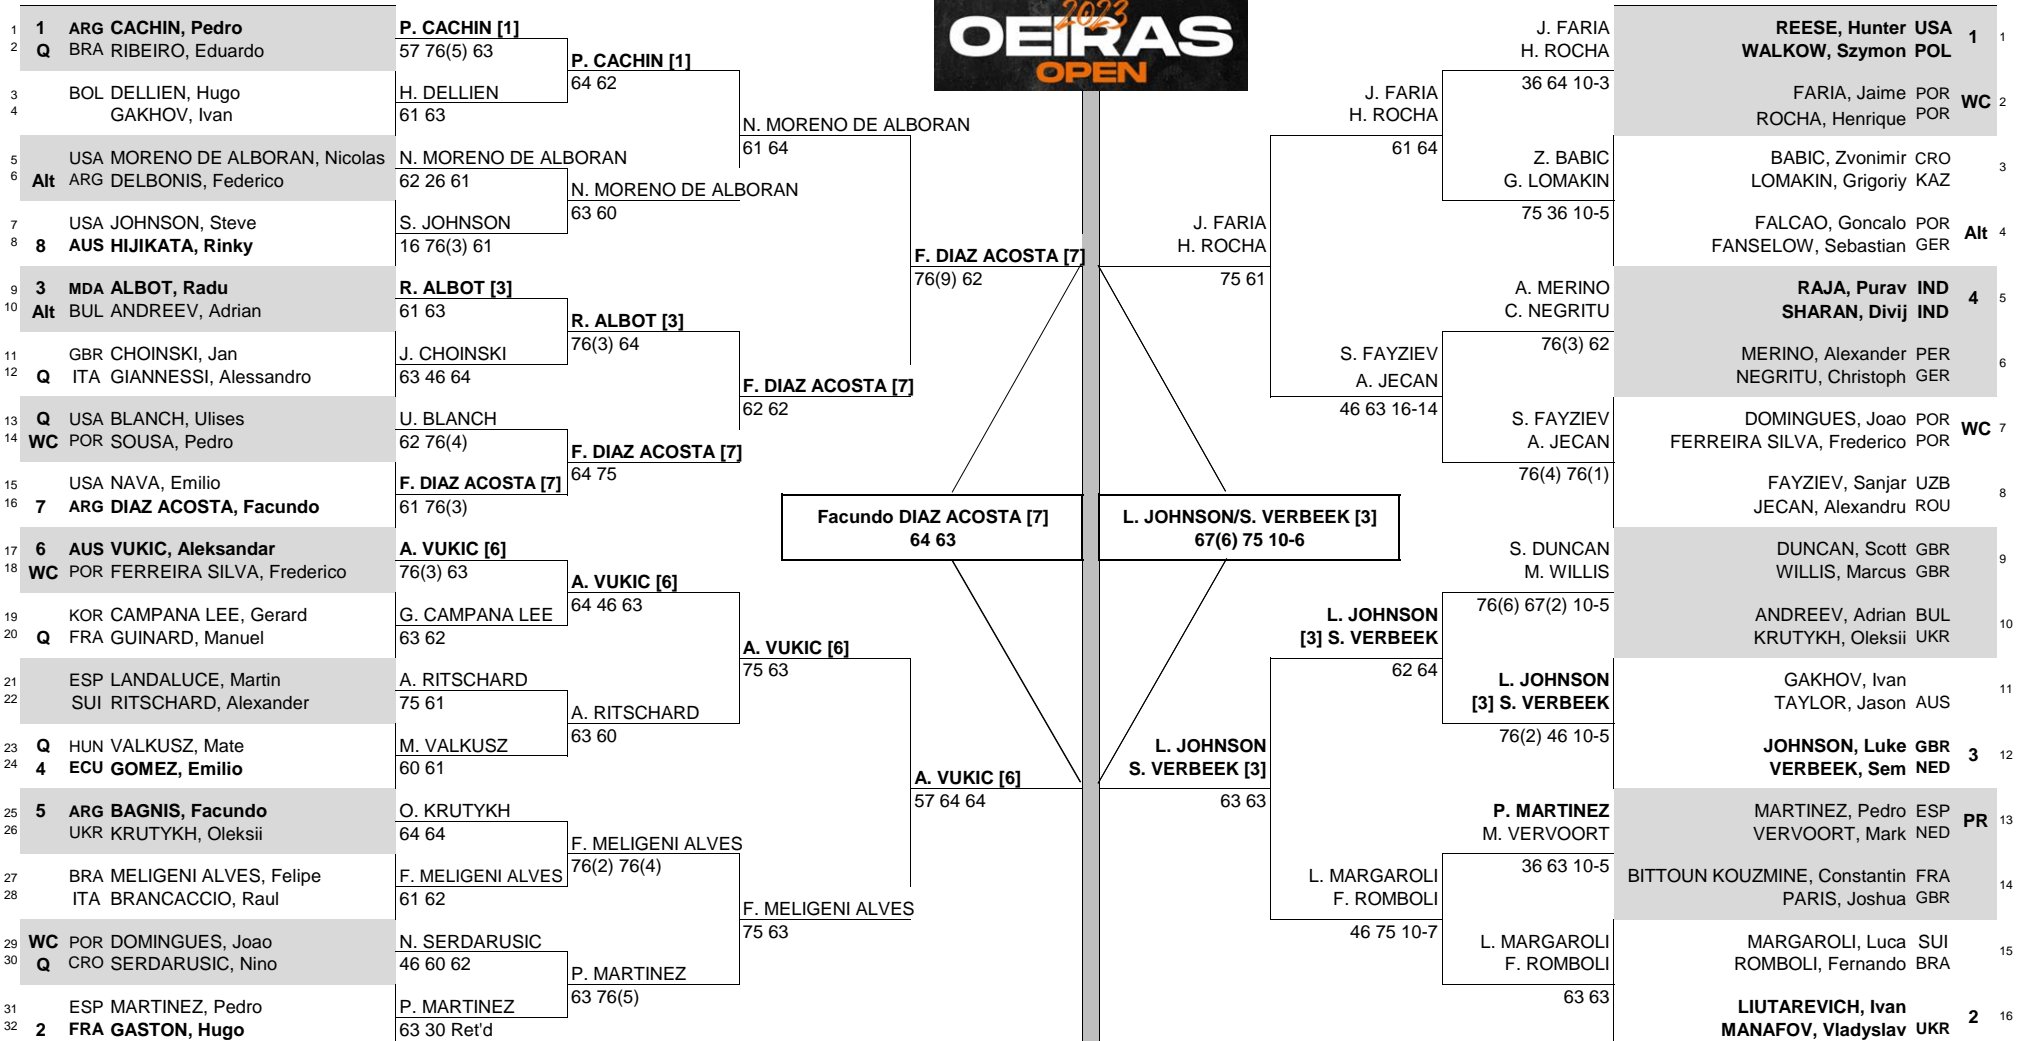 2023
OEIRAS
OPEN
1 1 ARG CACHIN, Pedro
2 Q BRA RIBEIRO, Eduardo
3 BOL DELLIEN, Hugo
4 GAKHOV, Ivan
5 USA MORENO DE ALBORAN, Nicolas
6 Alt ARG DELBONIS, Federico
7 USA JOHNSON, Steve
8 8 AUS HIJIKATA, Rinky
9 3 MDA ALBOT, Radu
10 Alt BUL ANDREEV, Adrian
11 GBR CHOINSKI, Jan
12 Q ITA GIANNESSI, Alessandro
13 Q USA BLANCH, Ulises
14 WC POR SOUSA, Pedro
15 USA NAVA, Emilio
16 7 ARG DIAZ ACOSTA, Facundo
17 6 AUS VUKIC, Aleksandar
18 WC POR FERREIRA SILVA, Frederico
19 KOR CAMPANA LEE, Gerard
20 Q FRA GUINARD, Manuel
21 ESP LANDALUCE, Martin
22 SUI RITSCHARD, Alexander
23 Q HUN VALKUSZ, Mate
24 4 ECU GOMEZ, Emilio
25 5 ARG BAGNIS, Facundo
26 UKR KRUTYKH, Oleksii
27 BRA MELIGENI ALVES, Felipe
28 ITA BRANCACCIO, Raul
29 WC POR DOMINGUES, Joao
30 Q CRO SERDARUSIC, Nino
31 ESP MARTINEZ, Pedro
32 2 FRA GASTON, Hugo
P. CACHIN [1]
57 76(5) 63
H. DELLIEN
61 63
N. MORENO DE ALBORAN
62 26 61
S. JOHNSON
16 76(3) 61
R. ALBOT [3]
61 63
J. CHOINSKI
63 46 64
U. BLANCH
62 76(4)
F. DIAZ ACOSTA [7]
61 76(3)
A. VUKIC [6]
76(3) 63
G. CAMPANA LEE
63 62
A. RITSCHARD
75 61
M. VALKUSZ
60 61
O. KRUTYKH
64 64
F. MELIGENI ALVES
61 62
N. SERDARUSIC
46 60 62
P. MARTINEZ
63 30 Ret'd
P. CACHIN [1]
64 62
N. MORENO DE ALBORAN
63 60
R. ALBOT [3]
76(3) 64
F. DIAZ ACOSTA [7]
64 75
A. VUKIC [6]
64 46 63
A. RITSCHARD
63 60
F. MELIGENI ALVES
76(2) 76(4)
P. MARTINEZ
63 76(5)
N. MORENO DE ALBORAN
61 64
F. DIAZ ACOSTA [7]
62 62
A. VUKIC [6]
75 63
F. MELIGENI ALVES
75 63
F. DIAZ ACOSTA [7]
76(9) 62
A. VUKIC [6]
57 64 64
Facundo DIAZ ACOSTA [7]
64 63
L. JOHNSON/S. VERBEEK [3]
67(6) 75 10-6
J. FARIA
H. ROCHA
75 61
L. JOHNSON
S. VERBEEK [3]
63 63
J. FARIA
H. ROCHA
61 64
S. FAYZIEV
A. JECAN
46 63 16-14
L. JOHNSON
[3] S. VERBEEK
62 64
L. MARGAROLI
F. ROMBOLI
46 75 10-7
J. FARIA
H. ROCHA
36 64 10-3
Z. BABIC
G. LOMAKIN
75 36 10-5
A. MERINO
C. NEGRITU
76(3) 62
S. FAYZIEV
A. JECAN
76(4) 76(1)
S. DUNCAN
M. WILLIS
76(6) 67(2) 10-5
L. JOHNSON
[3] S. VERBEEK
76(2) 46 10-5
P. MARTINEZ
M. VERVOORT
36 63 10-5
L. MARGAROLI
F. ROMBOLI
63 63
REESE, Hunter USA 1 1
WALKOW, Szymon POL
FARIA, Jaime POR WC 2
ROCHA, Henrique POR
BABIC, Zvonimir CRO 3
LOMAKIN, Grigoriy KAZ
FALCAO, Goncalo POR Alt 4
FANSELOW, Sebastian GER
RAJA, Purav IND 4 5
SHARAN, Divij IND
MERINO, Alexander PER 6
NEGRITU, Christoph GER
DOMINGUES, Joao POR WC 7
FERREIRA SILVA, Frederico POR
FAYZIEV, Sanjar UZB 8
JECAN, Alexandru ROU
DUNCAN, Scott GBR 9
WILLIS, Marcus GBR
ANDREEV, Adrian BUL 10
KRUTYKH, Oleksii UKR
GAKHOV, Ivan 11
TAYLOR, Jason AUS
JOHNSON, Luke GBR 3 12
VERBEEK, Sem NED
MARTINEZ, Pedro ESP PR 13
VERVOORT, Mark NED
BITTOUN KOUZMINE, Constantin FRA 14
PARIS, Joshua GBR
MARGAROLI, Luca SUI 15
ROMBOLI, Fernando BRA
LIUTAREVICH, Ivan 2 16
MANAFOV, Vladyslav UKR